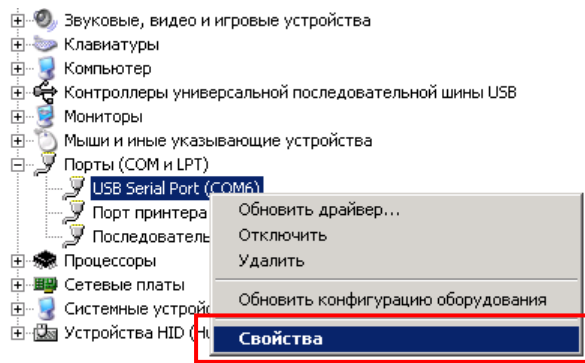 Звуковые, видео и игровые устройства
Клавиатуры
Компьютер
Контроллеры универсальной последовательной шины USB
Мониторы
Мыши и иные указывающие устройства
Порты (COM и LPT)
USB Serial Port (COM6)
Порт принтера
Обновить драйвер...
Отключить
Удалить
Обновить конфигурацию оборудования
Свойства
Процессоры
Сетевые платы
Системные
Устройства HID